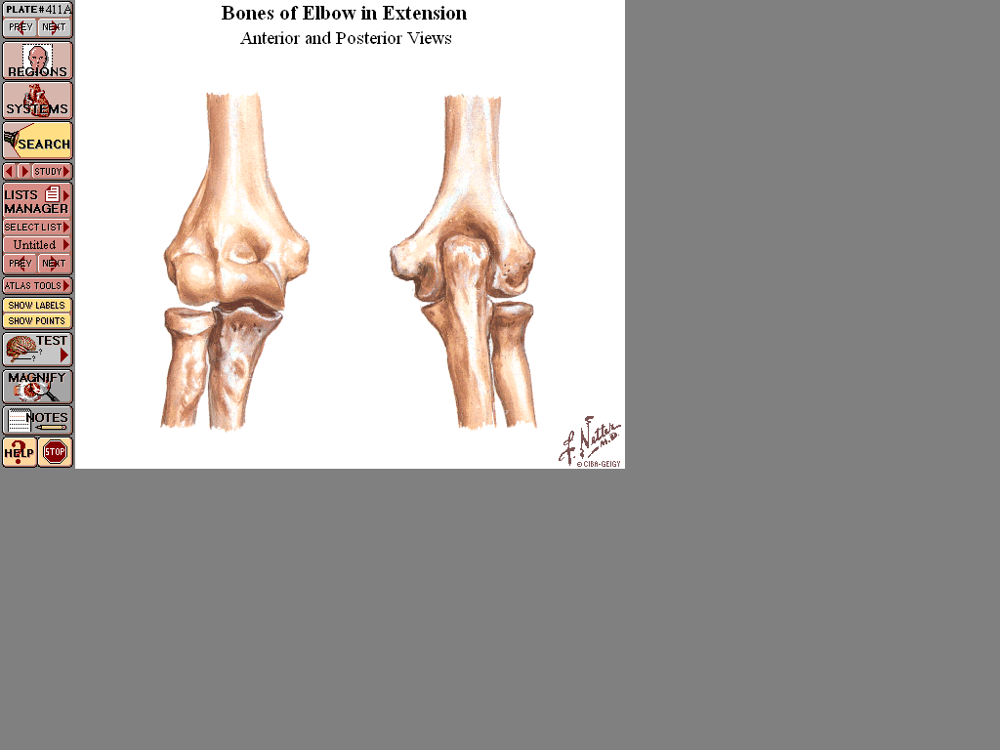 PLATE#411A
PREV NEXT
REGIONS
SYSTEMS
SEARCH
STUDY
LISTS
MANAGER
SELECT LIST
Untitled
PREV NEXT
ATLAS TOOLS
SHOW LABELS
SHOW POINTS
TEST
? ?
MAGNIFY
NOTES
HELP ? STOP
Bones of Elbow in Extension
Anterior and Posterior Views
F. Netter
M.D.
© CIBA-GEIGY